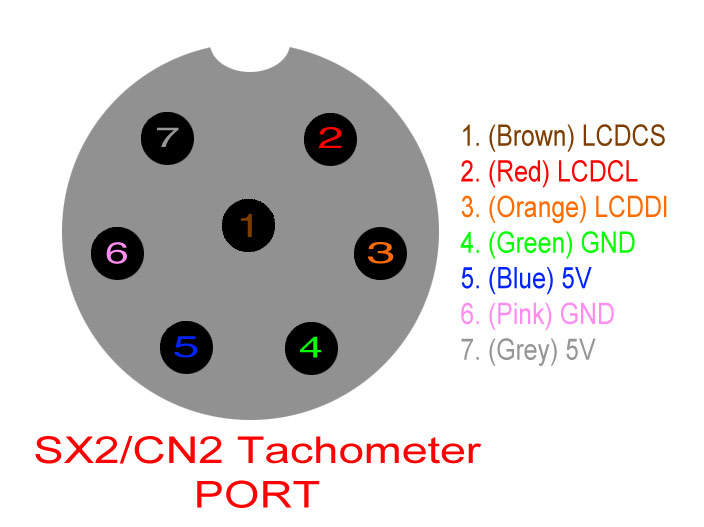 7
2
1
6
3
5
4
1. (Brown) LCDCS
2. (Red) LCDCL
3. (Orange) LCDDI
4. (Green) GND
5. (Blue) 5V
6. (Pink) GND
7. (Grey) 5V
SX2/CN2 Tachometer
PORT